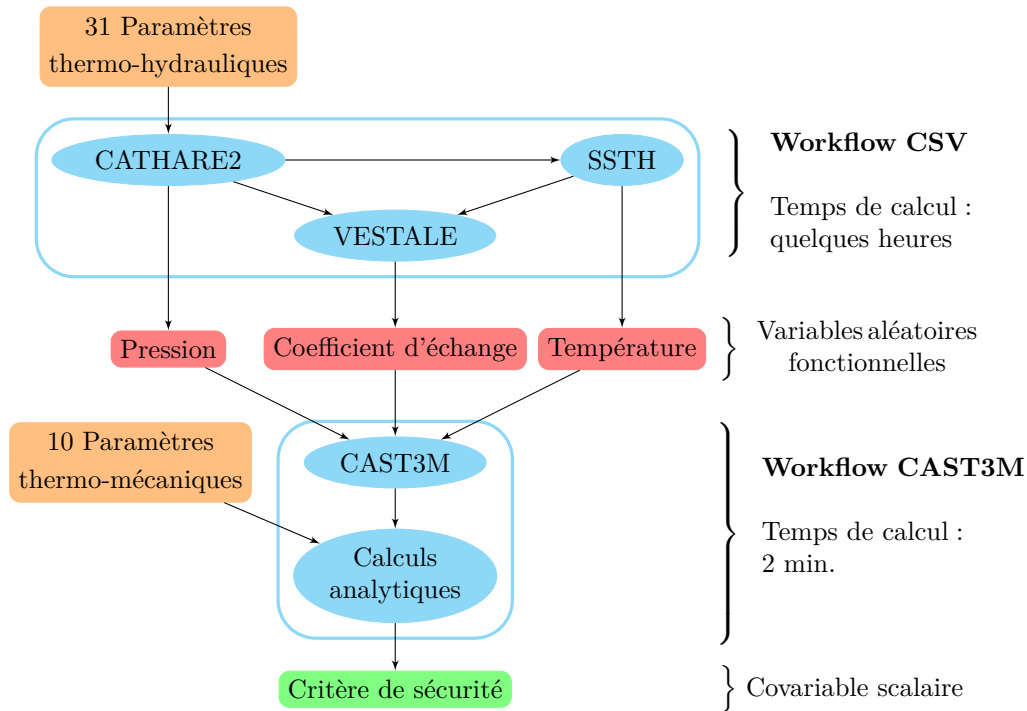 31 Paramètres
thermo-hydrauliques
CATHARE2
SSTH
VESTALE
Workflow CSV
Temps de calcul :
quelques heures
Pression
Coefficient d'échange
Température
Variables aléatoires
fonctionnelles
10 Paramètres
thermo-mécaniques
CAST3M
Calculs
analytiques
Workflow CAST3M
Temps de calcul :
2 min.
Critère de sécurité
Covariable scalaire